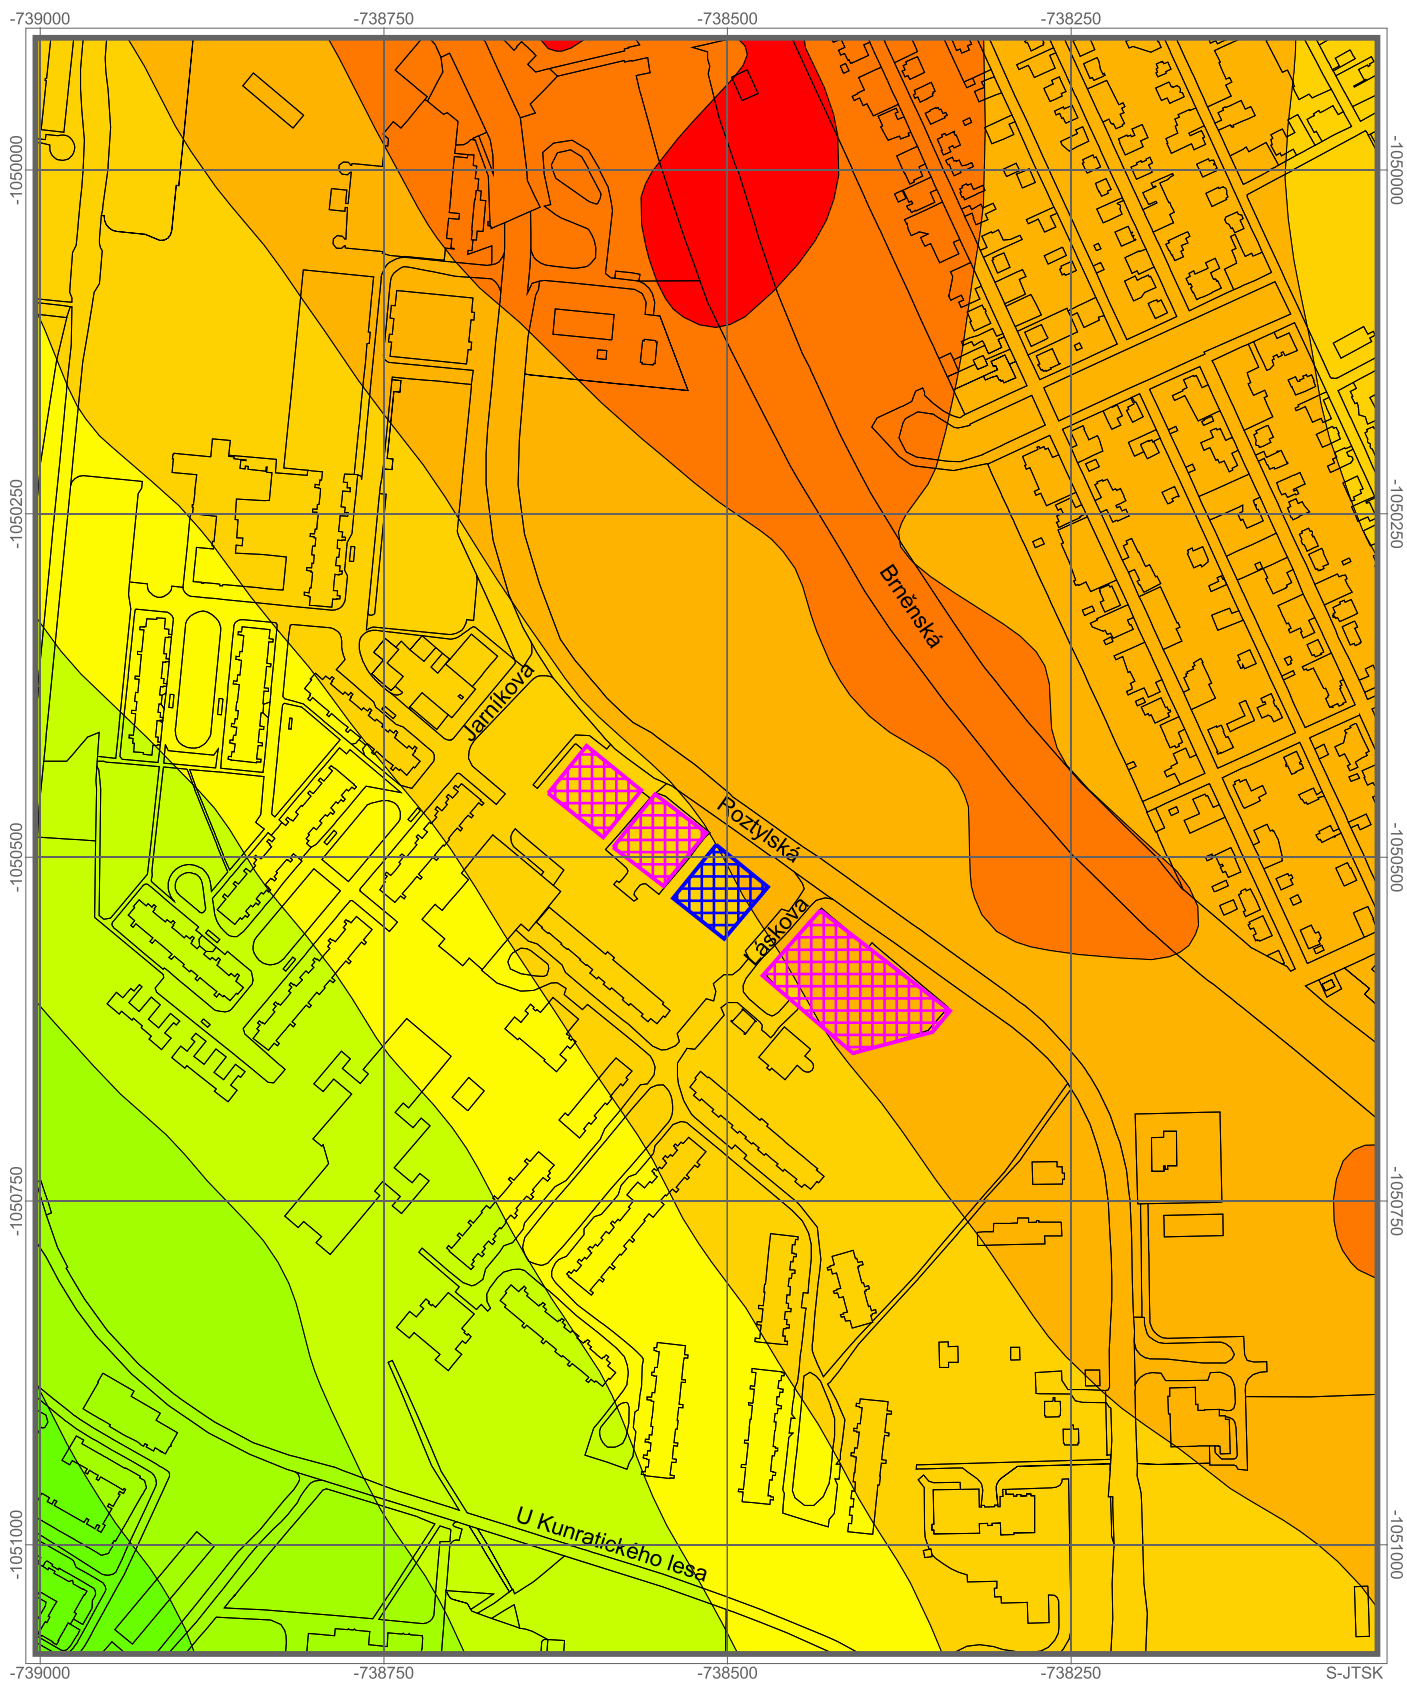 -739000 -738750 -738500 -738250
-1050000 -1050000
-1050250 -1050250
Brněnská
Jarníkova
Roztylská
-1050500 -1050500
Láskova
-1050750 -1050750
U Kunratického lesa
-1051000 -1051000
-739000 -738750 -738500 -738250 S-JTSK